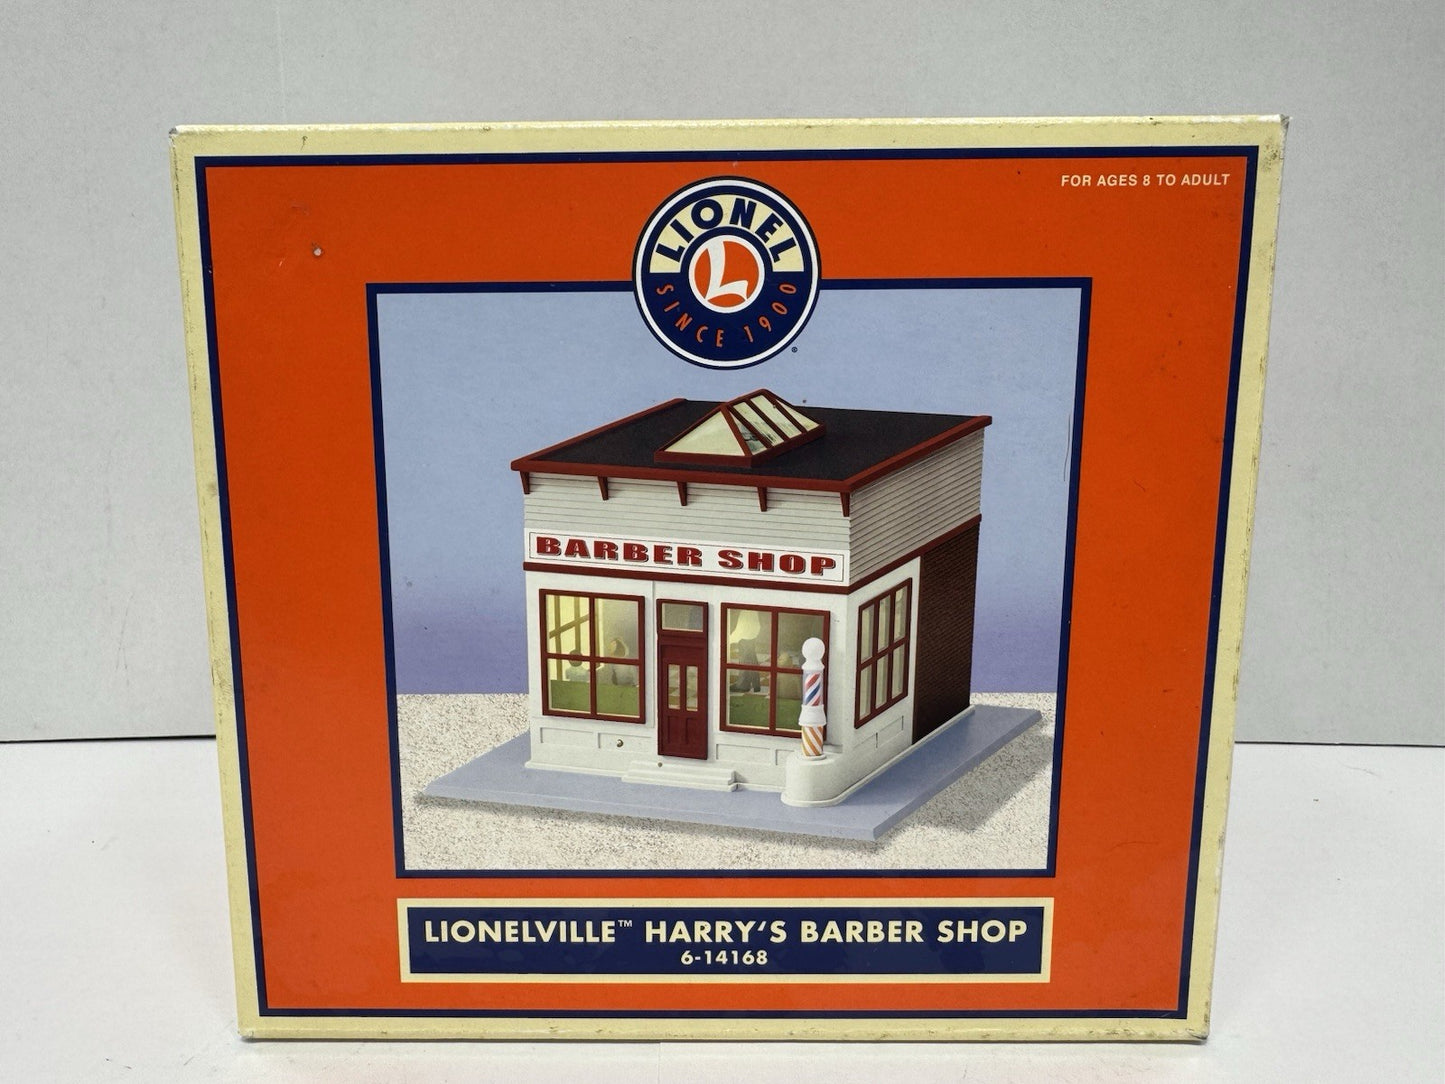 FOR AGES 8 TO ADULT
LIONEL
L
SINCE 1900
®
BARBER SHOP
LIONELVILLE™ HARRY'S BARBER SHOP
6-14168